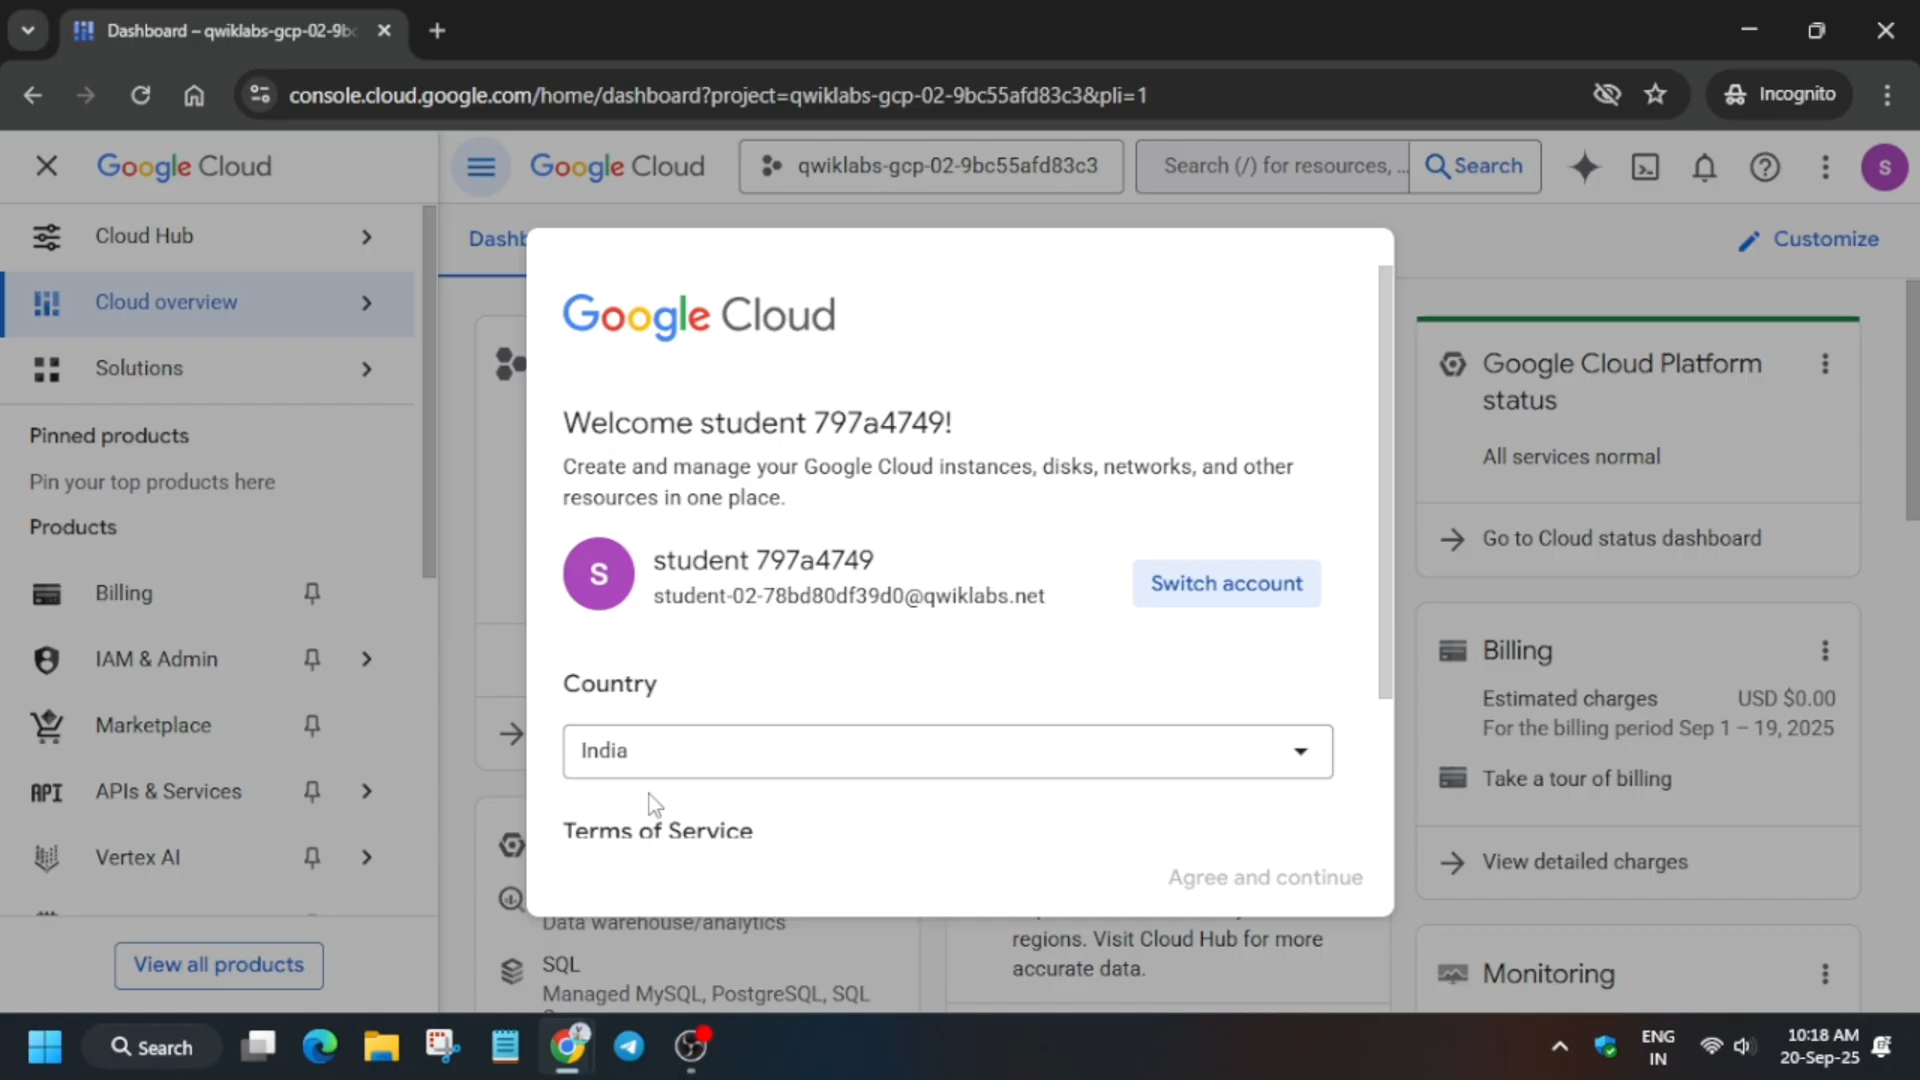 Dashboard – qwiklabs-gcp-02-9bc
console.cloud.google.com/home/dashboard?project=qwiklabs-gcp-02-9bc55afd83c3&pli=1
Incognito
Google Cloud
Google Cloud
qwiklabs-gcp-02-9bc55afd83c3
Search (/) for resources, ...
Search
S
Cloud Hub
Cloud overview
Solutions
Pinned products
Pin your top products here
Products
Billing
IAM & Admin
Marketplace
API
APIs & Services
Vertex AI
View all products
Dashb
Customize
Google Cloud
Welcome student 797a4749!
Create and manage your Google Cloud instances, disks, networks, and other
resources in one place.
S
student 797a4749
student-02-78bd80df39d0@qwiklabs.net
Switch account
Country
India
Terms of Service
Agree and continue
Data warehouse/analytics
SQL
Managed MySQL, PostgreSQL, SQL
regions. Visit Cloud Hub for more
accurate data.
Google Cloud Platform
status
All services normal
Go to Cloud status dashboard
Billing
Estimated charges USD $0.00
For the billing period Sep 1 – 19, 2025
Take a tour of billing
View detailed charges
Monitoring
Search
ENG
IN
10:18 AM
20-Sep-25